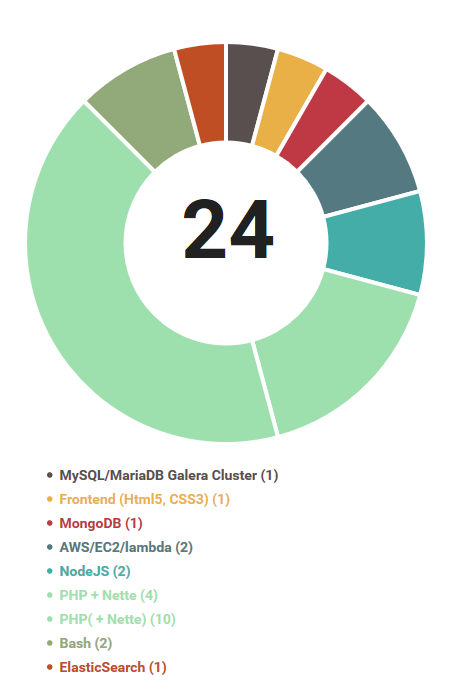 24
MySQL/MariaDB Galera Cluster (1)
Frontend (Html5, CSS3) (1)
MongoDB (1)
AWS/EC2/lambda (2)
NodeJS (2)
PHP + Nette (4)
PHP( + Nette) (10)
Bash (2)
ElasticSearch (1)